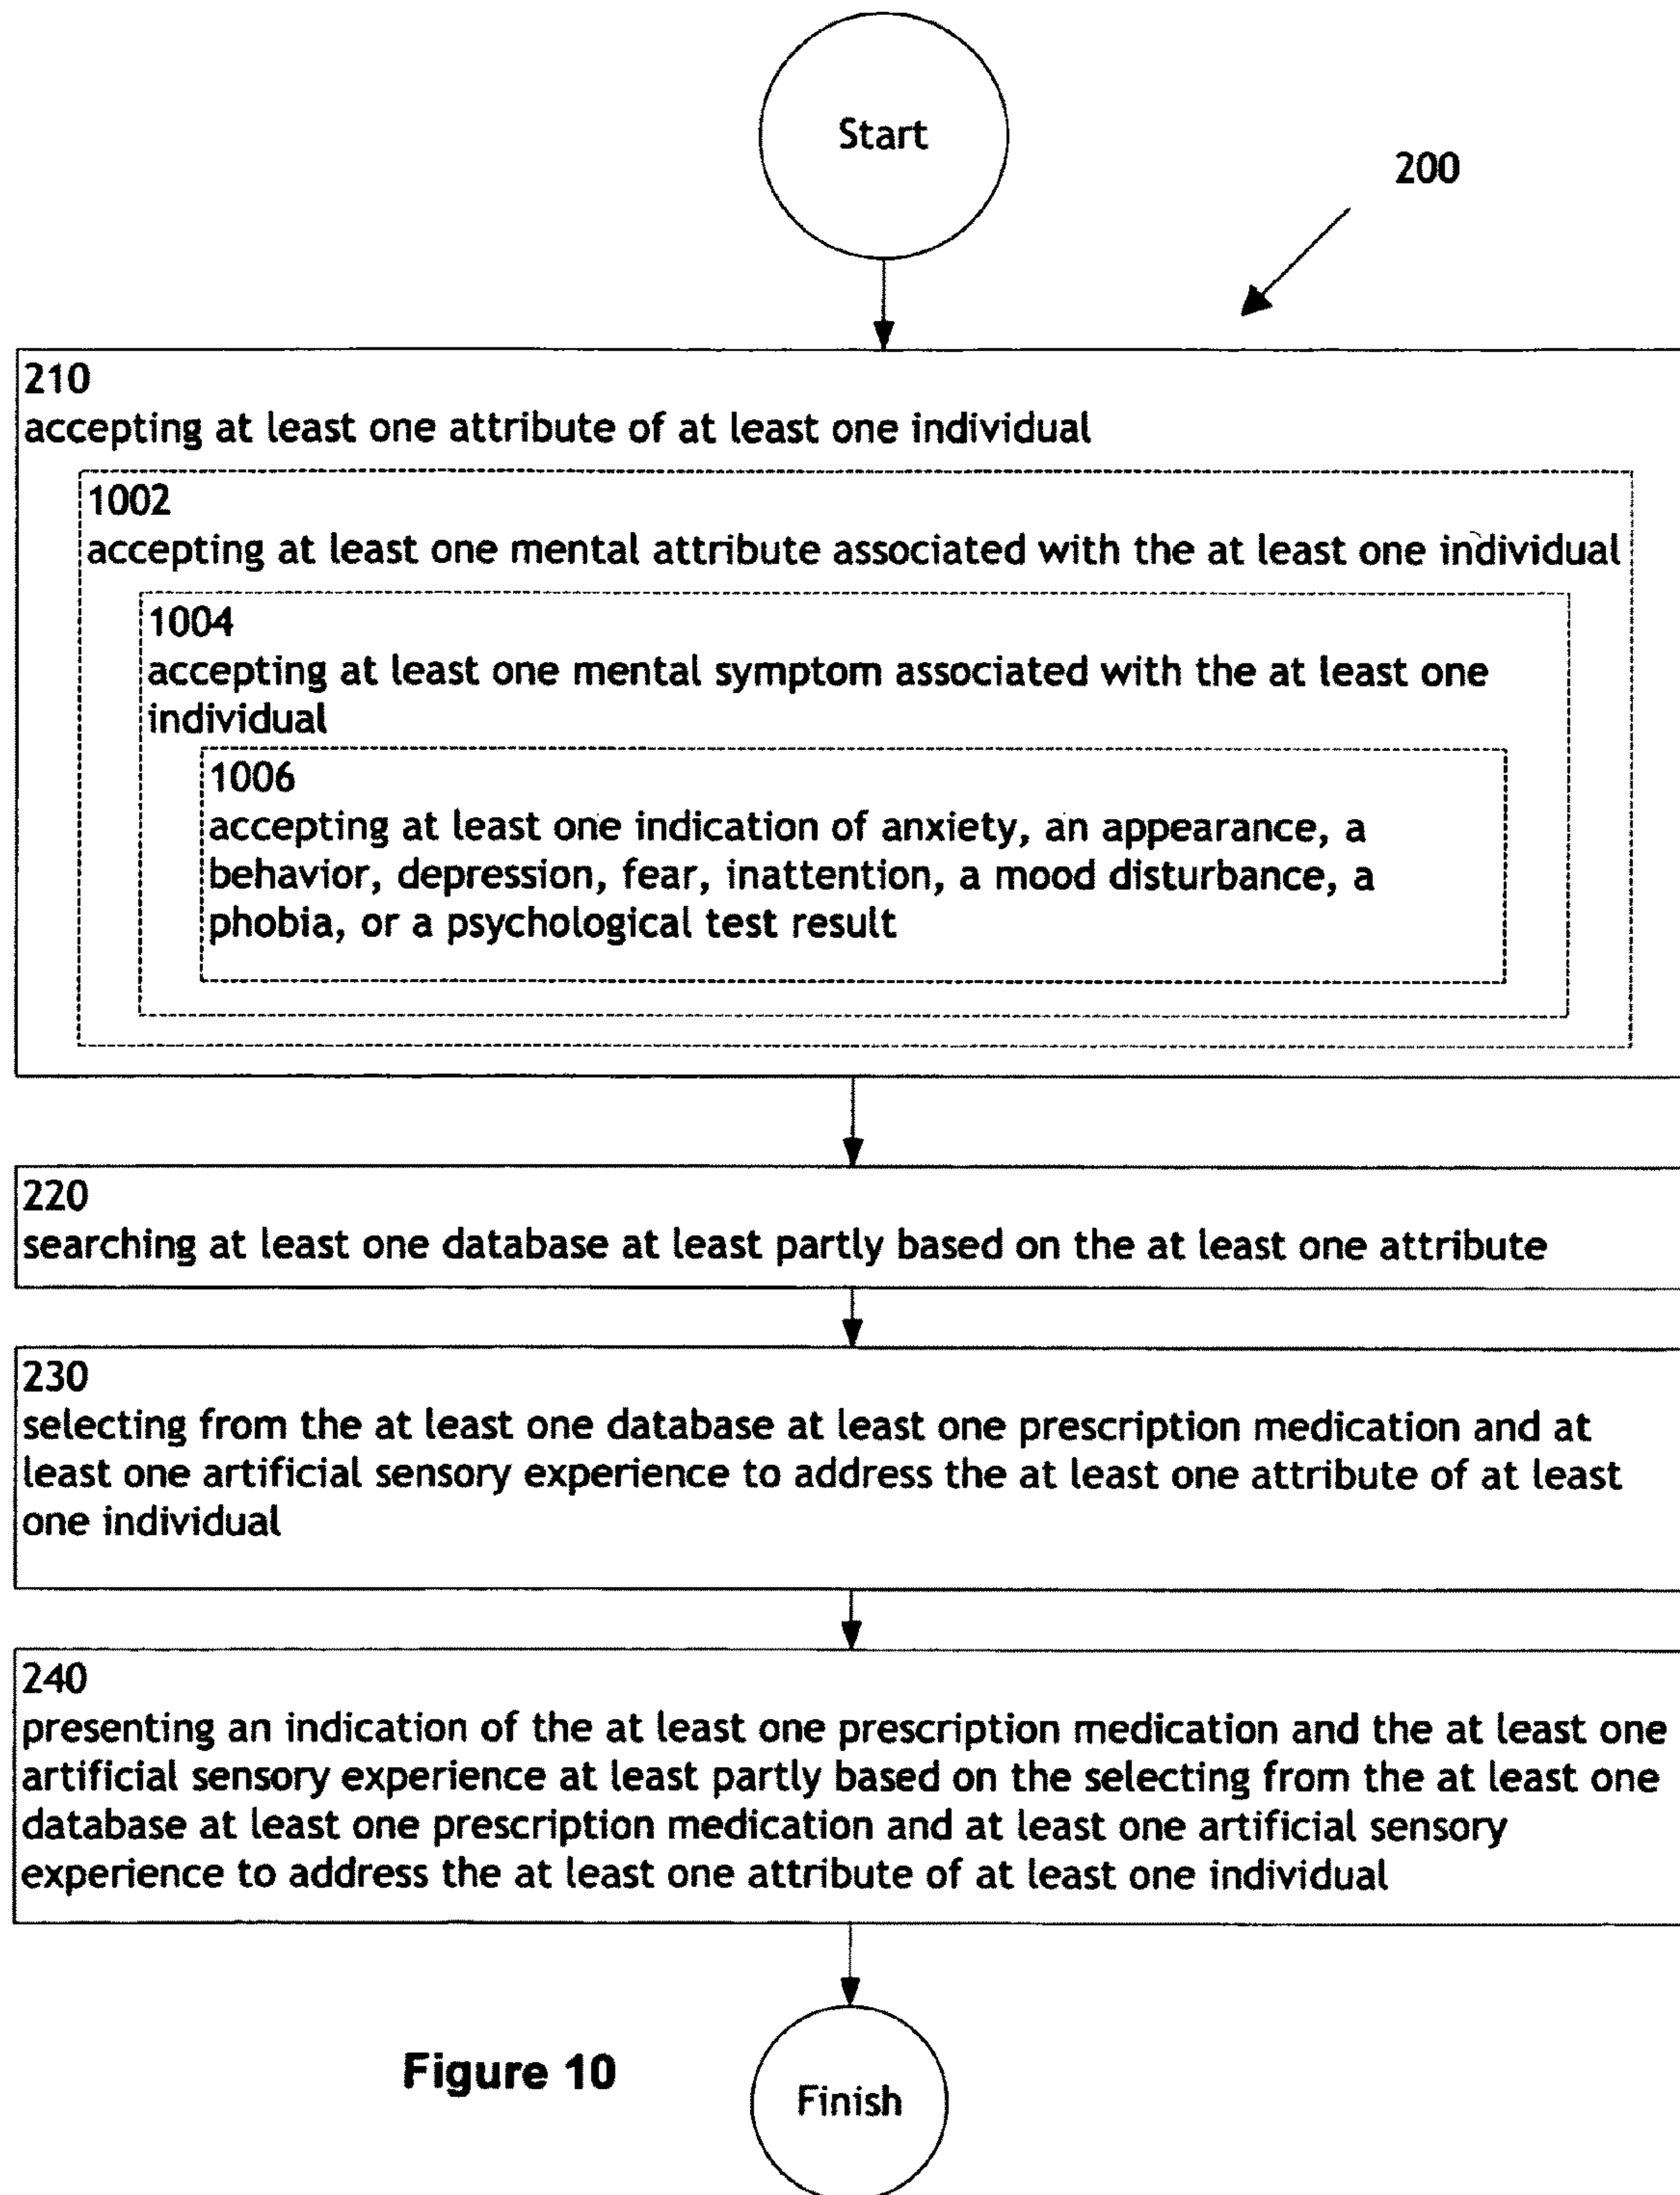 Start
200
210
accepting at least one attribute of at least one individual
1002
accepting at least one mental attribute associated with the at least one individual
1004
accepting at least one mental symptom associated with the at least one
individual
1006
accepting at least one indication of anxiety, an appearance, a
behavior, depression, fear, inattention, a mood disturbance, a
phobia, or a psychological test result
220
searching at least one database at least partly based on the at least one attribute
230
selecting from the at least one database at least one prescription medication and at
least one artificial sensory experience to address the at least one attribute of at least
one individual
240
presenting an indication of the at least one prescription medication and the at least one
artificial sensory experience at least partly based on the selecting from the at least one
database at least one prescription medication and at least one artificial sensory
experience to address the at least one attribute of at least one individual
Figure 10
Finish